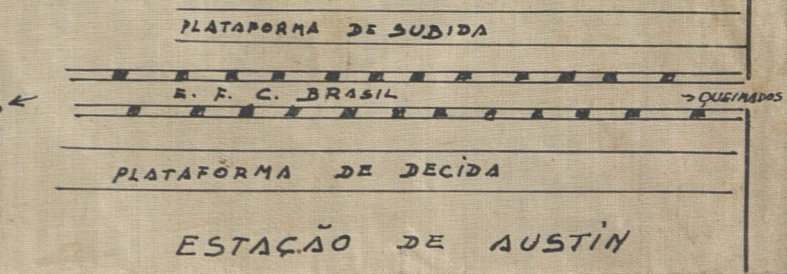 PLATAFORMA DE SUBIDA
E. F. C. BRASIL
→ QUEIMADOS
PLATAFORMA DE DECIDA
ESTAÇÃO DE AUSTIN